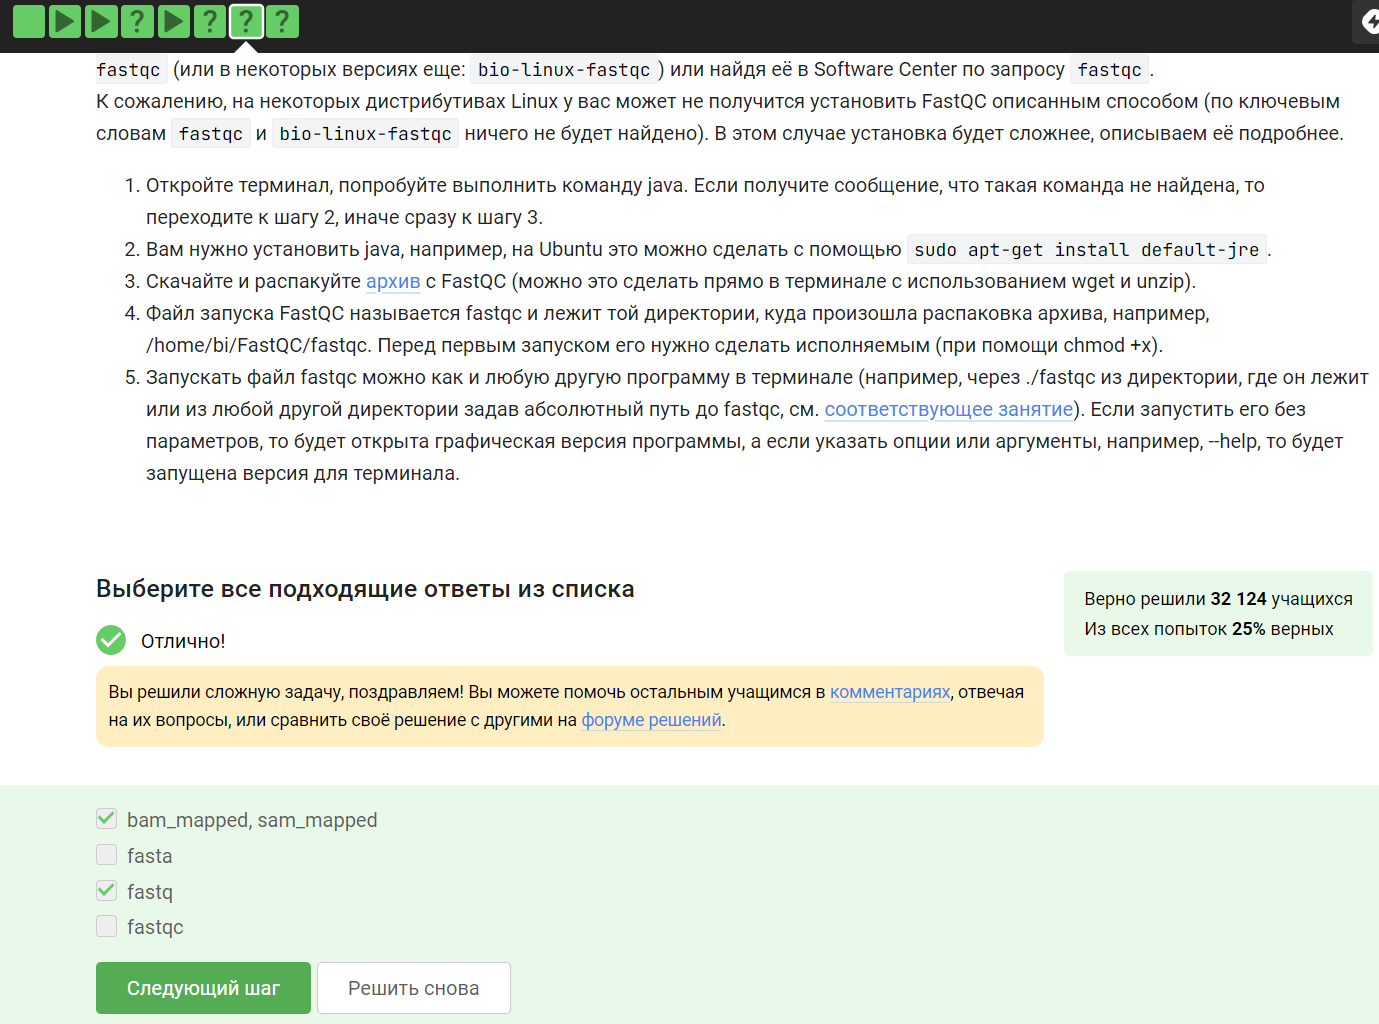 fastqc (или в некоторых версиях еще: bio-linux-fastqc ) или найдя её в Software Center по запросу fastqc .
К сожалению, на некоторых дистрибутивах Linux у вас может не получится установить FastQC описанным способом (по ключевым
словам fastqc и bio-linux-fastqc ничего не будет найдено). В этом случае установка будет сложнее, описываем её подробнее.
1. Откройте терминал, попробуйте выполнить команду java. Если получите сообщение, что такая команда не найдена, то
переходите к шагу 2, иначе сразу к шагу 3.
2. Вам нужно установить java, например, на Ubuntu это можно сделать с помощью sudo apt-get install default-jre .
3. Скачайте и распакуйте архив с FastQC (можно это сделать прямо в терминале с использованием wget и unzip).
4. Файл запуска FastQC называется fastqc и лежит той директории, куда произошла распаковка архива, например,
/home/bi/FastQC/fastqc. Перед первым запуском его нужно сделать исполняемым (при помощи chmod +x).
5. Запускать файл fastqc можно как и любую другую программу в терминале (например, через ./fastqc из директории, где он лежит
или из любой другой директории задав абсолютный путь до fastqc, см. соответствующее занятие). Если запустить его без
параметров, то будет открыта графическая версия программы, а если указать опции или аргументы, например, --help, то будет
запущена версия для терминала.
Выберите все подходящие ответы из списка
Верно решили 32 124 учащихся
Из всех попыток 25% верных
Отлично!
Вы решили сложную задачу, поздравляем! Вы можете помочь остальным учащимся в комментариях, отвечая
на их вопросы, или сравнить своё решение с другими на форуме решений.
bam_mapped, sam_mapped
fasta
fastq
fastqc
Следующий шаг
Решить снова